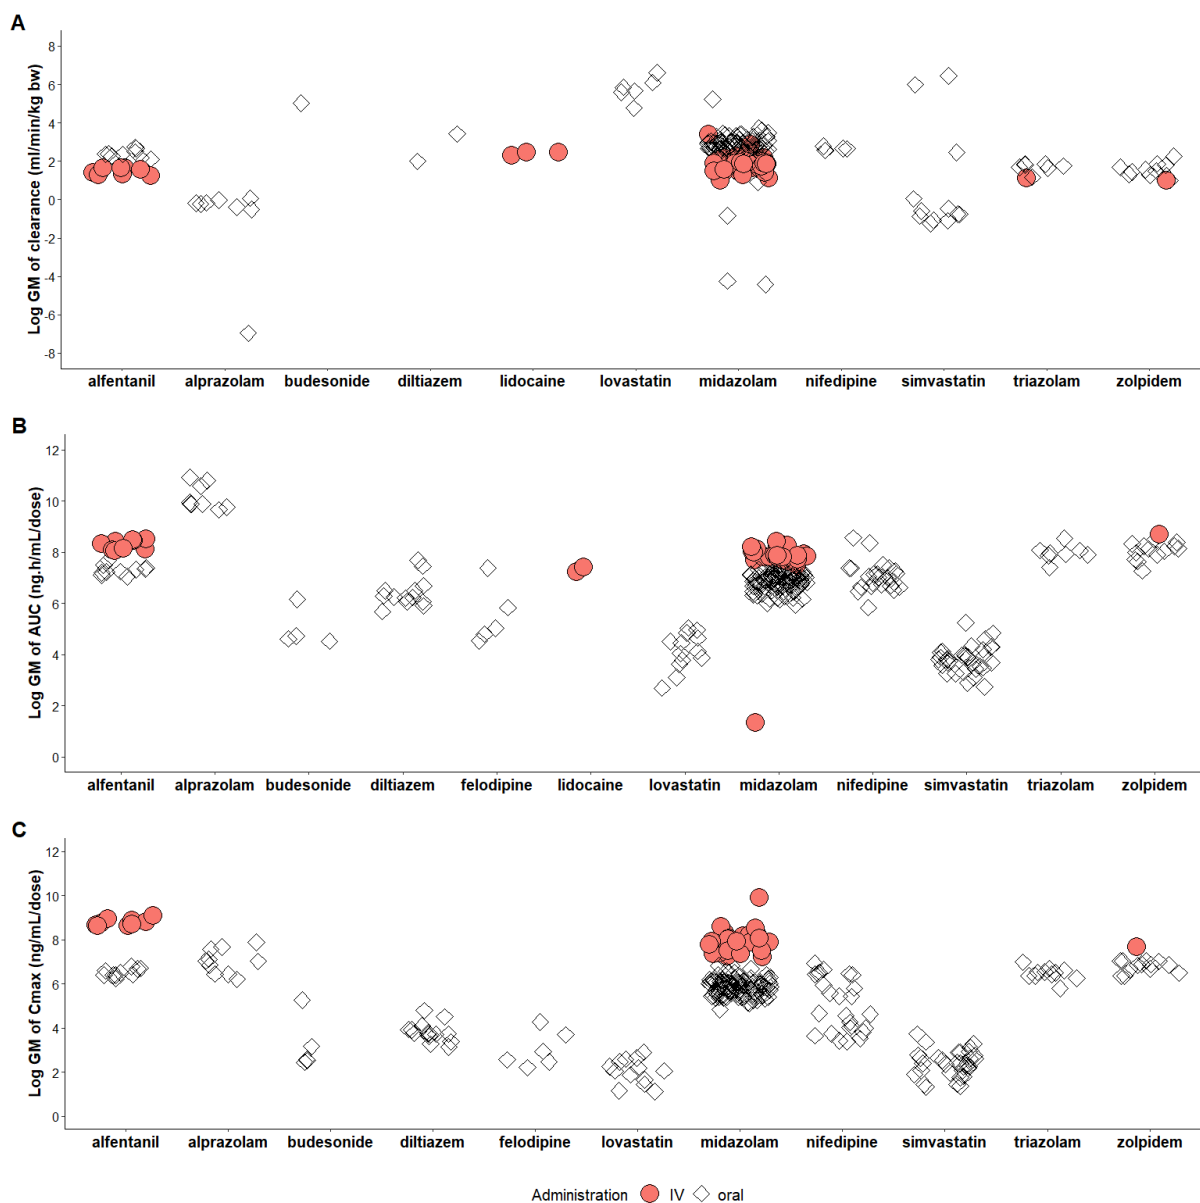 A
Log GM of clearance (ml/min/kg bw)
8
6
4
2
0
-2
-4
-6
-8
alfentanil alprazolam budesonide diltiazem lidocaine lovastatin midazolam nifedipine simvastatin triazolam zolpidem
B
Log GM of AUC (ng.h/mL/dose)
12
10
8
6
4
2
0
alfentanil alprazolam budesonide diltiazem felodipine lidocaine lovastatin midazolam nifedipine simvastatin triazolam zolpidem
C
Log GM of Cmax (ng/mL/dose)
12
10
8
6
4
2
0
alfentanil alprazolam budesonide diltiazem felodipine lovastatin midazolam nifedipine simvastatin triazolam zolpidem
Administration IV oral